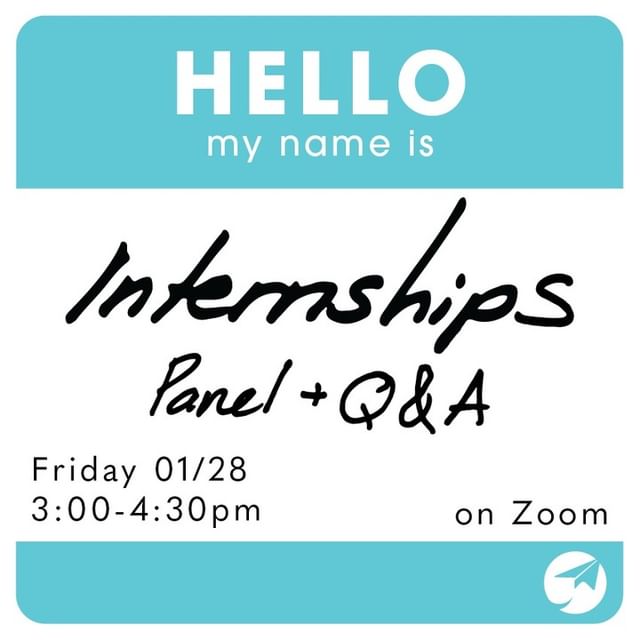 HELLO
my name is
Internships
Panel + Q&A
Friday 01/28
3:00-4:30pm
on Zoom